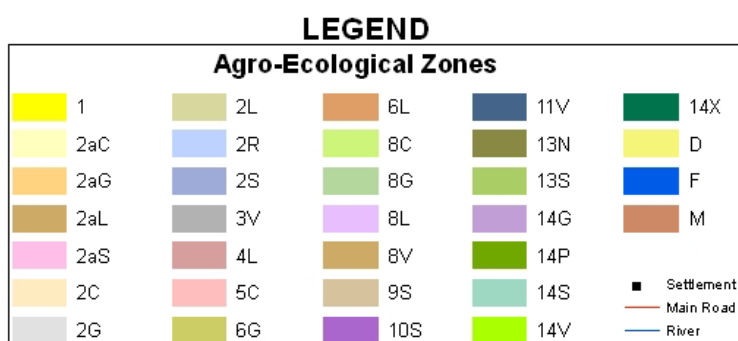 LEGEND
Agro-Ecological Zones
1 2L 6L 11V 14X
2aC 2R 8C 13N D
2aG 2S 8G 13S F
2aL 3V 8L 14G M
2aS 4L 8V 14P
2C 5C 9S 14S Settlement
Main Road
2G 6G 10S 14V River